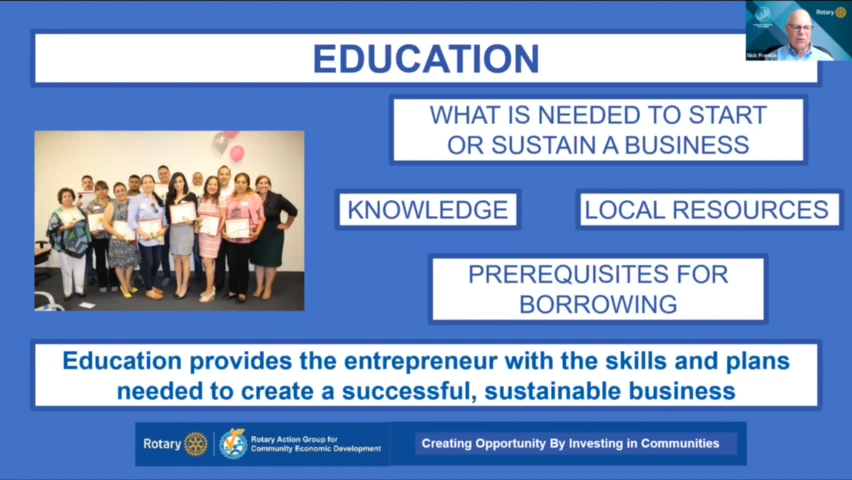 EDUCATION
Rotary
WHAT IS NEEDED TO START
OR SUSTAIN A BUSINESS
KNOWLEDGE
LOCAL RESOURCES
PREREQUISITES FOR
BORROWING
Education provides the entrepreneur with the skills and plans
needed to create a successful, sustainable business
Rotary
Rotary Action Group for
Community Economic Development
Creating Opportunity By Investing in Communities
Nick